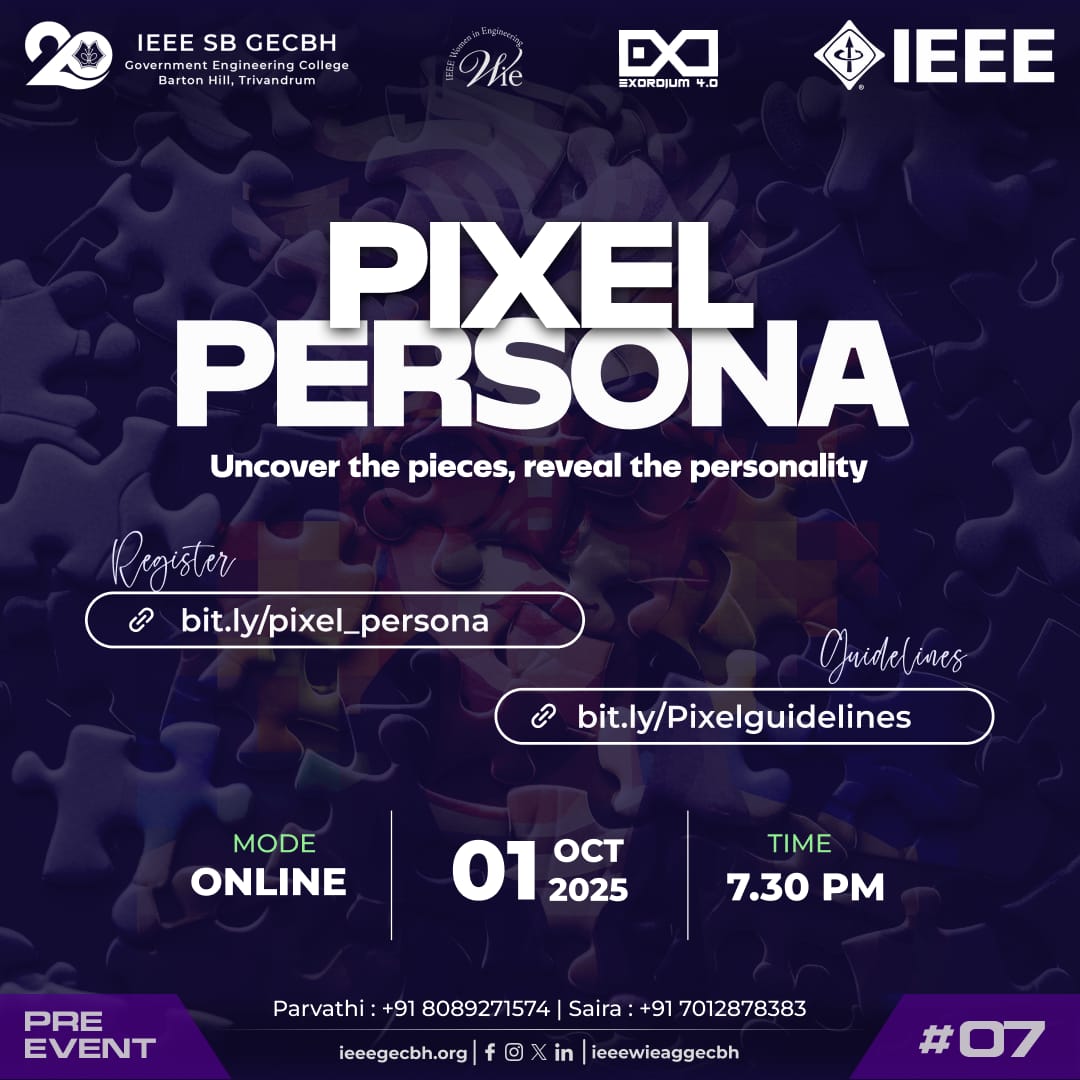 20
IEEE SB GECBH
Government Engineering College
Barton Hill, Trivandrum
IEEE Women in Engineering
WIE
EXORDIUM 4.0
IEEE
PIXEL
PERSONA
Uncover the pieces, reveal the personality
Register
bit.ly/pixel_persona
Guidelines
bit.ly/Pixelguidelines
MODE
ONLINE
01 OCT
2025
TIME
7.30 PM
Parvathi : +91 8089271574 | Saira : +91 7012878383
PRE
EVENT
ieeegecbh.org | ieeewieaggecbh
#07